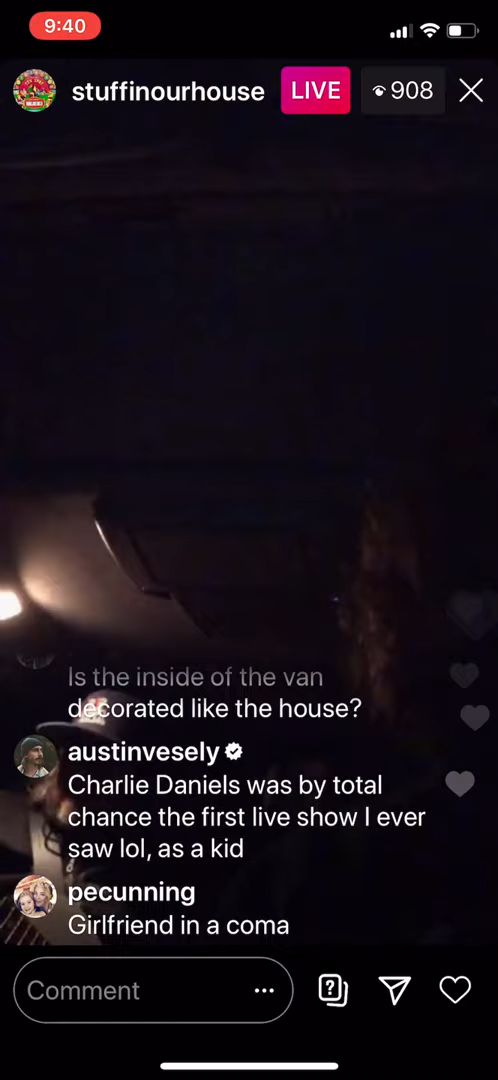 9:40
stuffinourhouse LIVE 908
Is the inside of the van
decorated like the house?
austinvesely
Charlie Daniels was by total
chance the first live show I ever
saw lol, as a kid
pecunning
Girlfriend in a coma
Comment ...